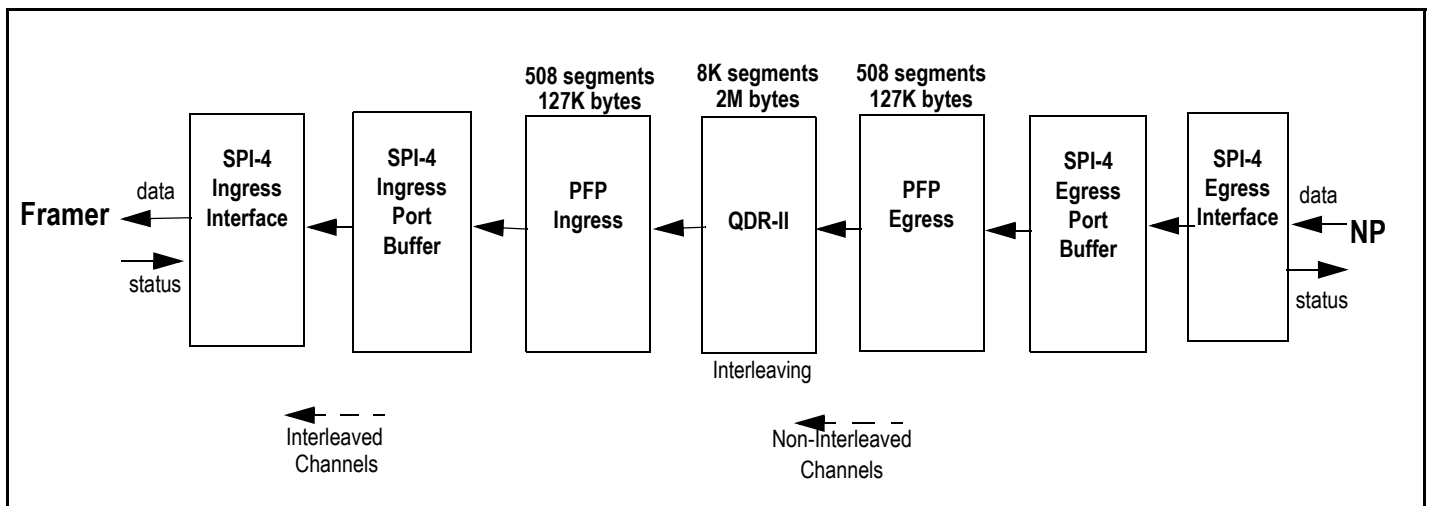 508 segments
127K bytes
8K segments
2M bytes
508 segments
127K bytes
Framer
data
status
SPI-4
Ingress
Interface
SPI-4
Ingress
Port
Buffer
PFP
Ingress
QDR-II
PFP
Egress
SPI-4
Egress
Port
Buffer
SPI-4
Egress
Interface
data
NP
status
Interleaving
Interleaved
Channels
Non-Interleaved
Channels